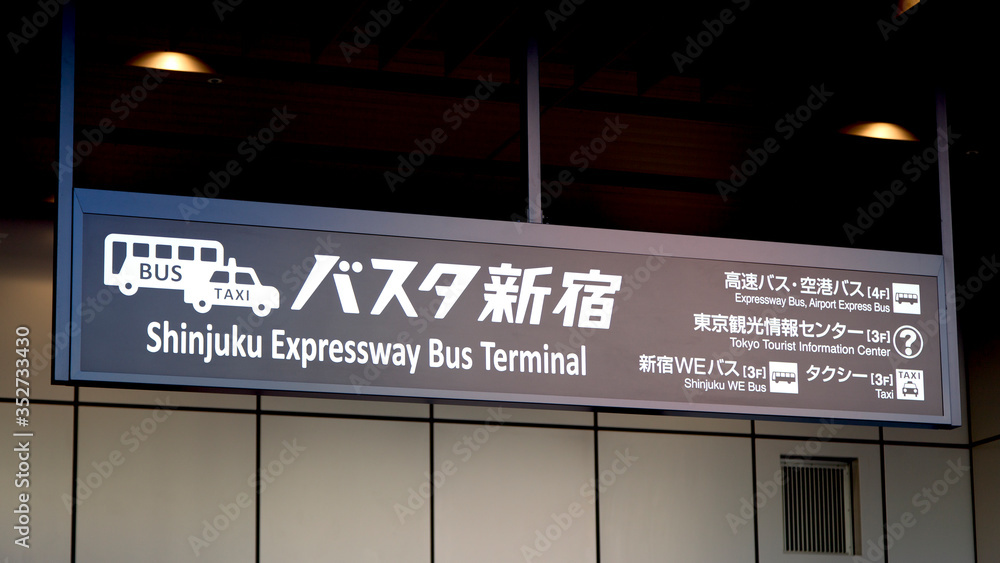 BUS
TAXI
バスタ新宿
Shinjuku Expressway Bus Terminal
高速バス・空港バス [4F]
Expressway Bus, Airport Express Bus
東京観光情報センター [3F]
?
Tokyo Tourist Information Center
新宿WEバス [3F]
Shinjuku WE Bus
タクシー [3F]
Taxi
TAXI
Adobe Stock | #352733430